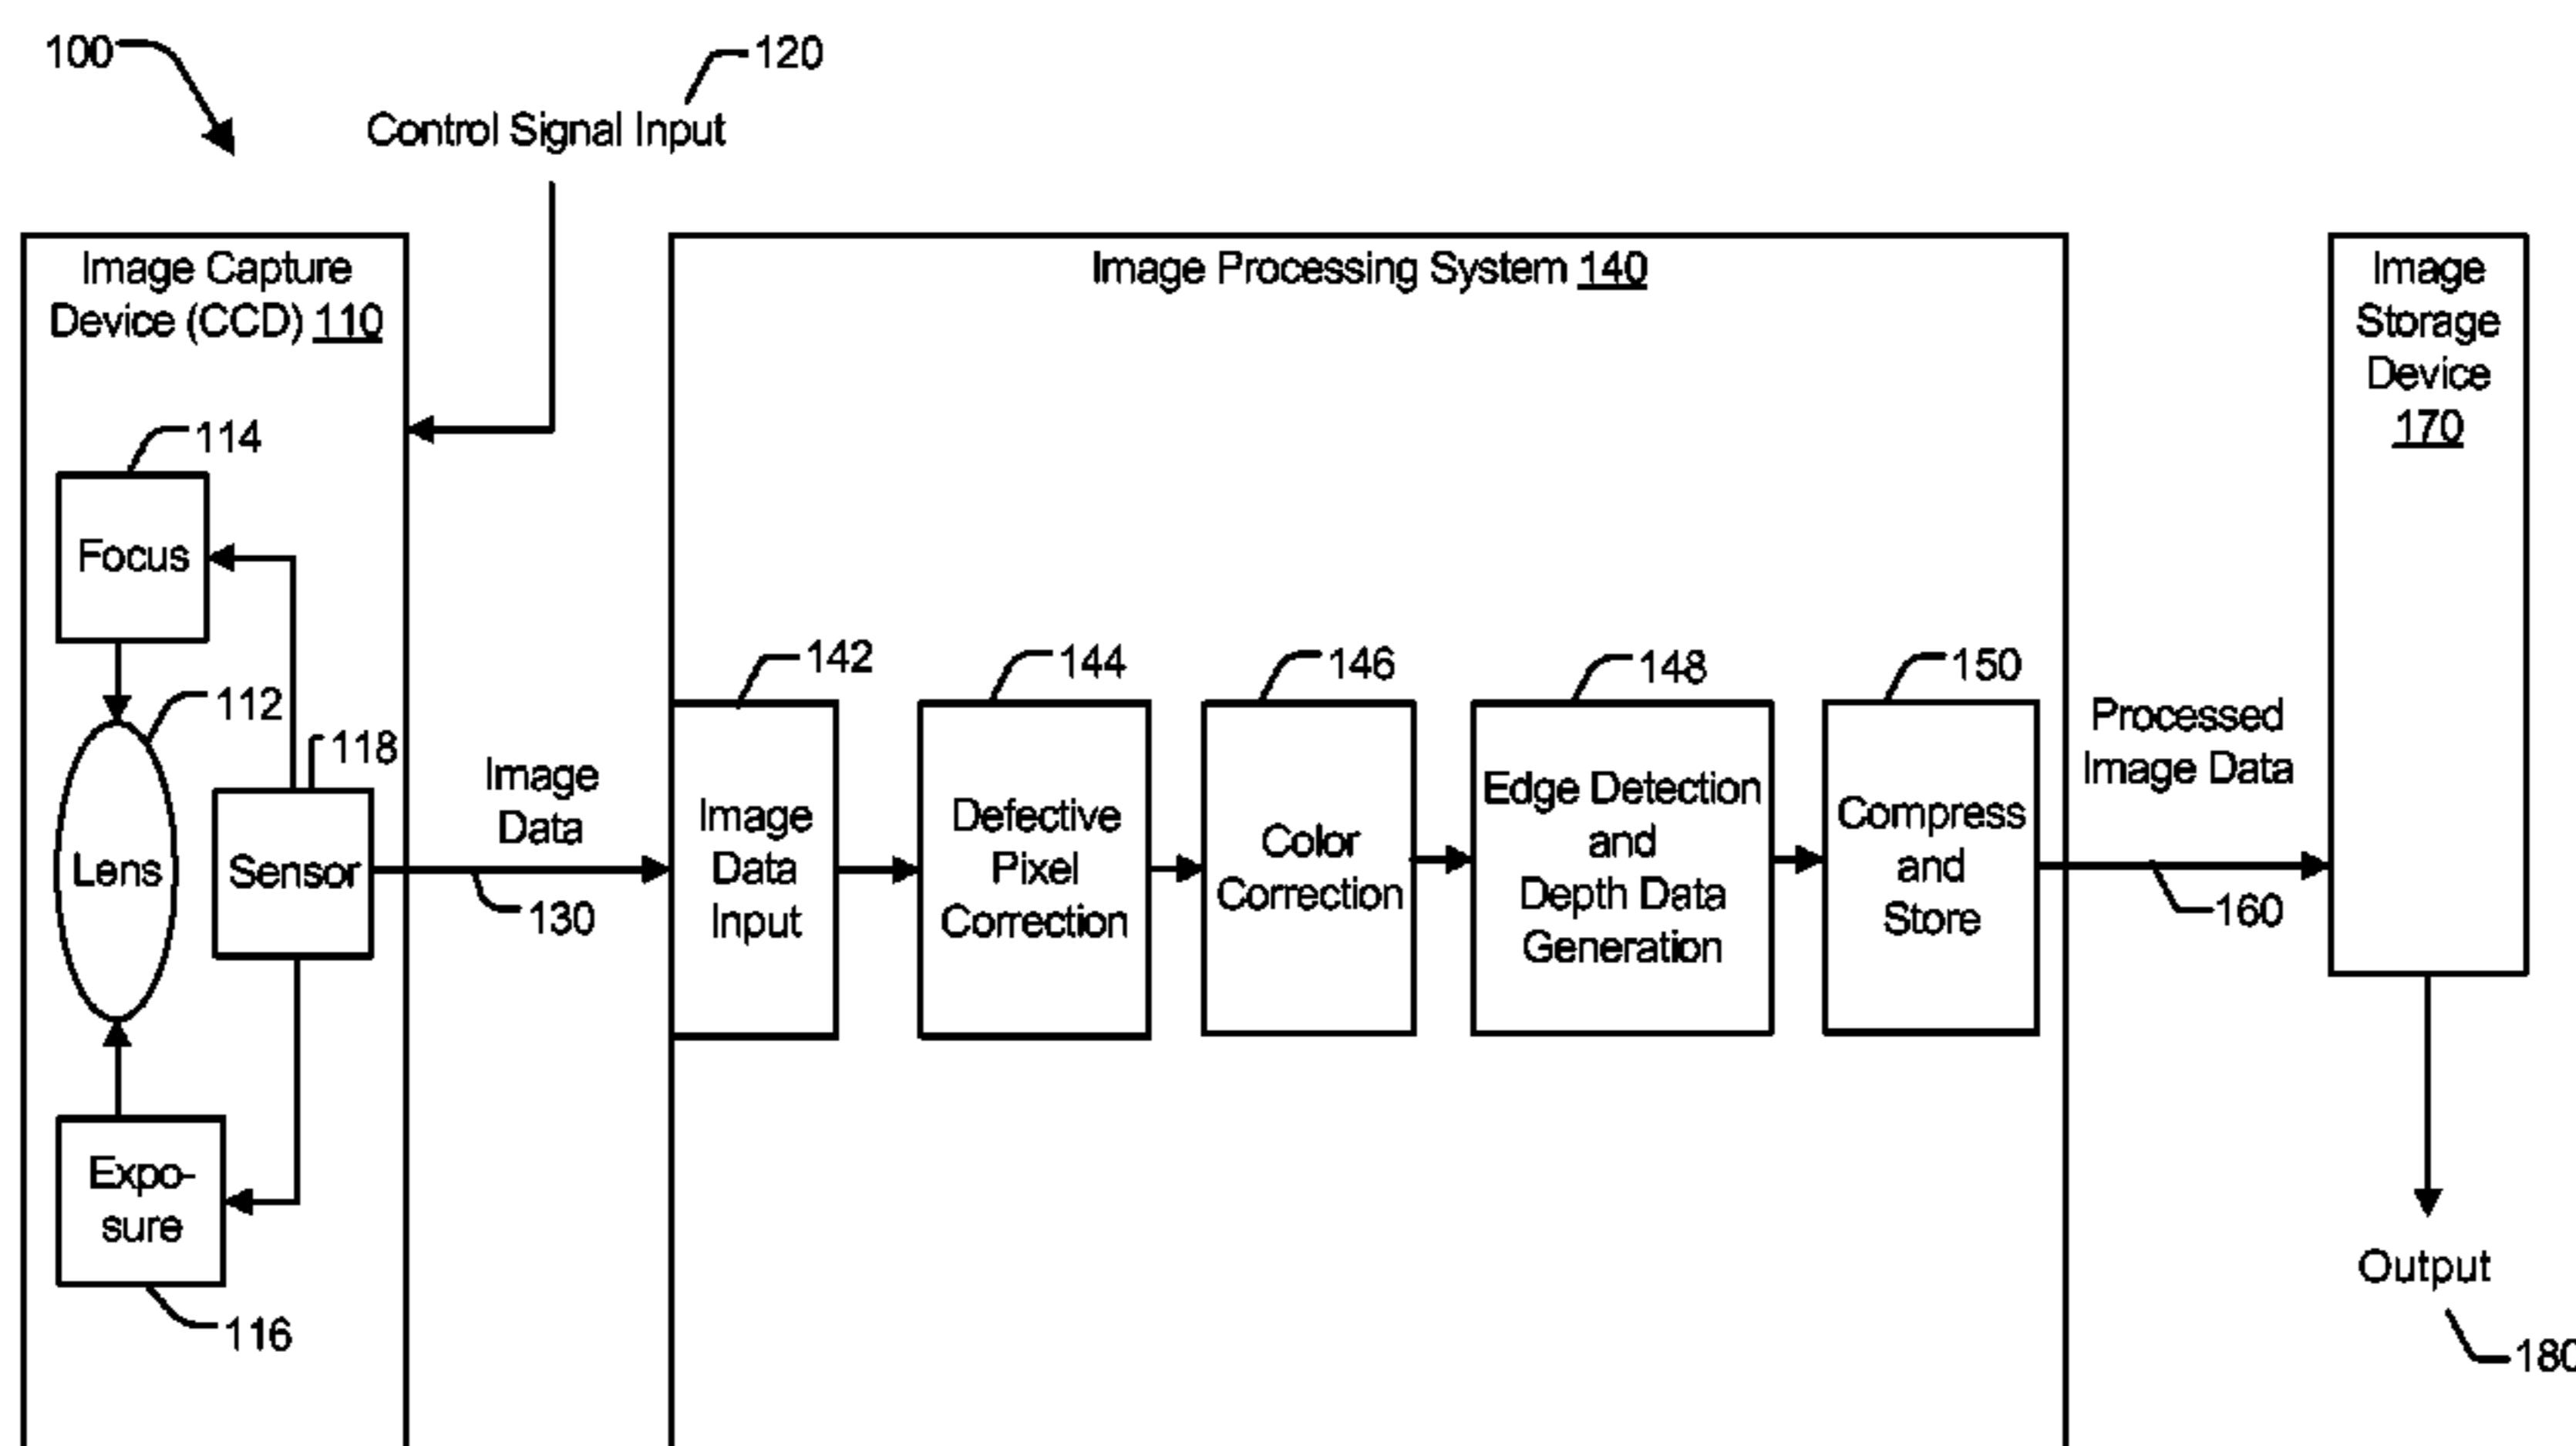 100
120
Control Signal Input
Image Capture
Device (CCD) 110
114
Focus
112
118
Lens
Sensor
Expo-
sure
116
Image
Data
130
Image Processing System 140
142
Image
Data
Input
144
Defective
Pixel
Correction
146
Color
Correction
148
Edge Detection
and
Depth Data
Generation
150
Compress
and
Store
Processed
Image Data
160
Image
Storage
Device
170
Output
180